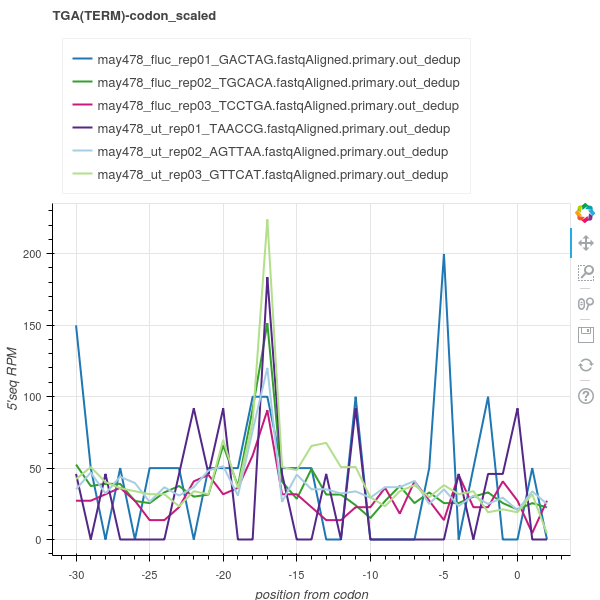 TGA(TERM)-codon_scaled
may478_fluc_rep01_GACTAG.fastqAligned.primary.out_dedup
may478_fluc_rep02_TGCACA.fastqAligned.primary.out_dedup
may478_fluc_rep03_TCCTGA.fastqAligned.primary.out_dedup
may478_ut_rep01_TAACCG.fastqAligned.primary.out_dedup
may478_ut_rep02_AGTTAA.fastqAligned.primary.out_dedup
may478_ut_rep03_GTTCAT.fastqAligned.primary.out_dedup
5'seq RPM
200
150
100
50
0
-30 -25 -20 -15 -10 -5 0
position from codon